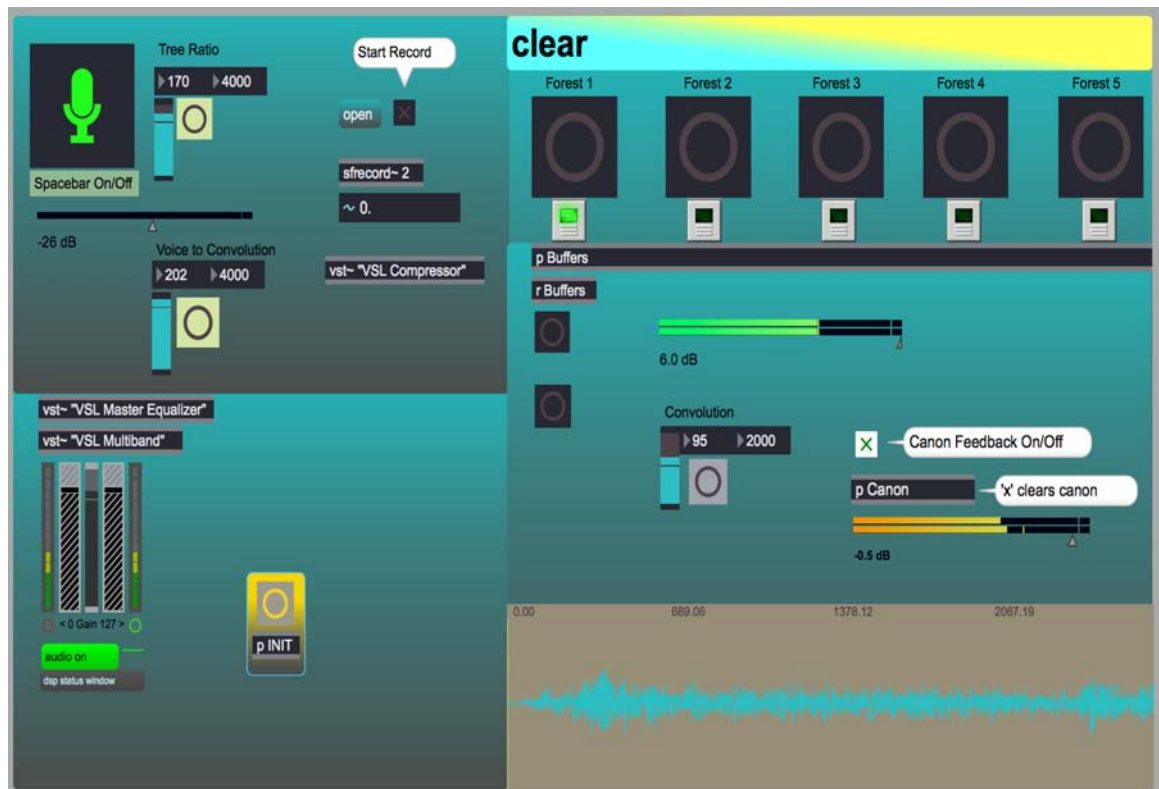 Tree Ratio
170 4000
Start Record
open
Spacebar On/Off
sfrecord~ 2
~ 0.
-26 dB
Voice to Convolution
202 4000
vst~ "VSL Compressor"
vst~ "VSL Master Equalizer"
vst~ "VSL Multiband"
< 0 Gain 127 >
audio on
dsp status window
p INIT
clear
Forest 1 Forest 2 Forest 3 Forest 4 Forest 5
p Buffers
r Buffers
6.0 dB
Convolution
95 2000
Canon Feedback On/Off
p Canon
'x' clears canon
-0.5 dB
0.00 689.06 1378.12 2067.19